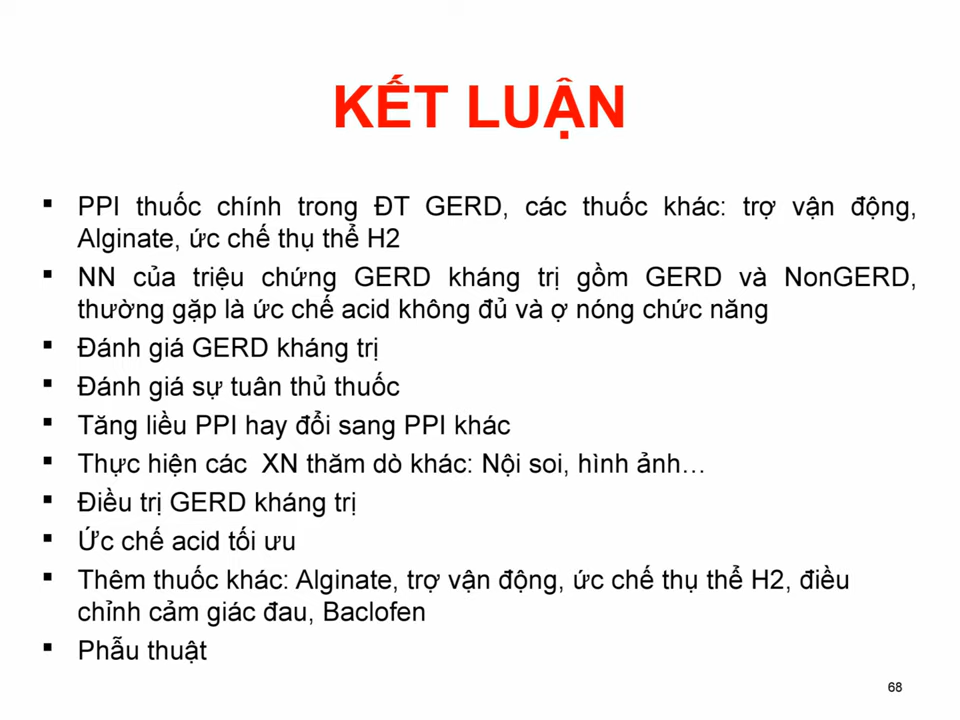 KẾT LUẬN
▪ PPI thuốc chính trong ĐT GERD, các thuốc khác: trợ vận động,
Alginate, ức chế thụ thể H2
▪ NN của triệu chứng GERD kháng trị gồm GERD và NonGERD,
thường gặp là ức chế acid không đủ và ợ nóng chức năng
▪ Đánh giá GERD kháng trị
▪ Đánh giá sự tuân thủ thuốc
▪ Tăng liều PPI hay đổi sang PPI khác
▪ Thực hiện các  XN thăm dò khác: Nội soi, hình ảnh…
▪ Điều trị GERD kháng trị
▪ Ức chế acid tối ưu
▪ Thêm thuốc khác: Alginate, trợ vận động, ức chế thụ thể H2, điều
chỉnh cảm giác đau, Baclofen
▪ Phẫu thuật
68